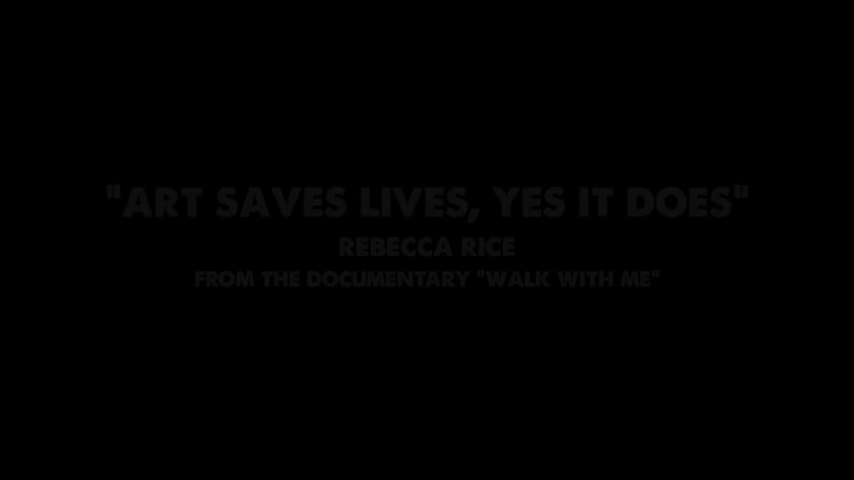 "ART SAVES LIVES, YES IT DOES"
REBECCA RICE
FROM THE DOCUMENTARY "WALK WITH ME"